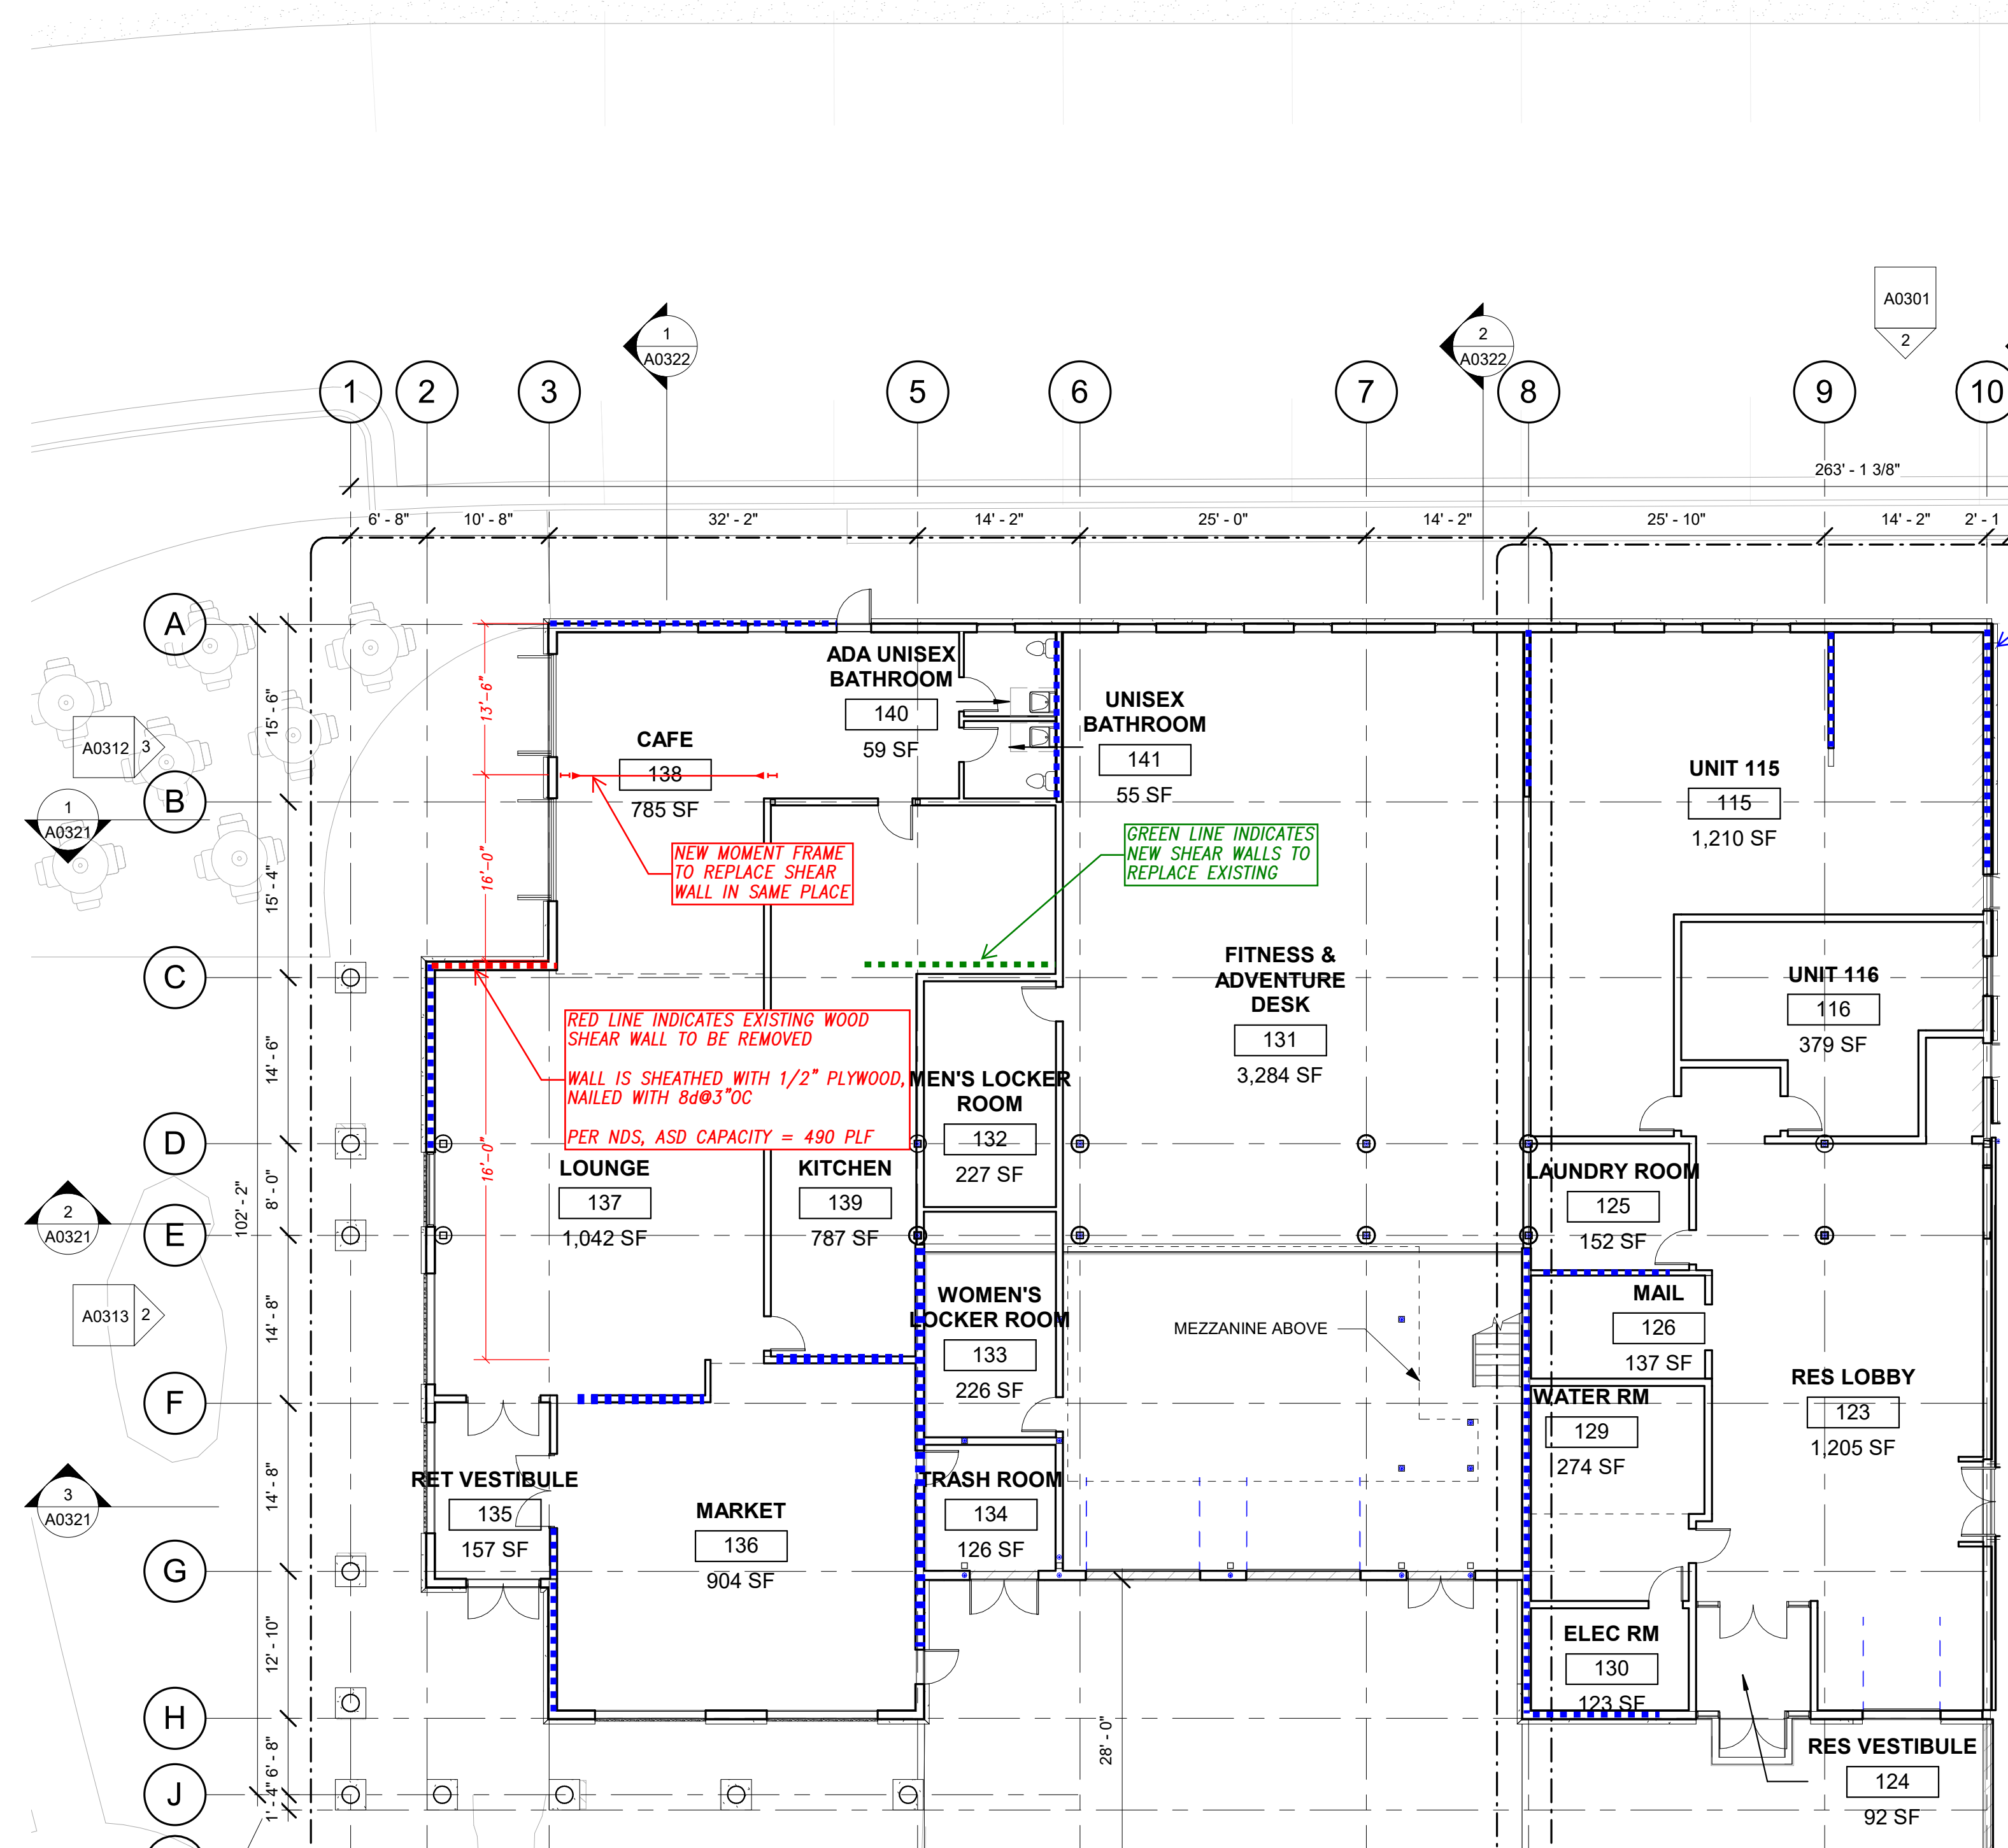 A0301
2
1
A0322
2
A0322
1
2
3
5
6
7
8
9
10
263' - 1 3/8"
6' - 8"
10' - 8"
32' - 2"
14' - 2"
25' - 0"
14' - 2"
25' - 10"
14' - 2"
2' - 1
A
B
C
D
E
F
G
H
J
15' - 6"
15' - 4"
14' - 6"
8' - 0"
14' - 8"
14' - 8"
12' - 10"
6' - 8"
1' - 4"
102' - 2"
13'-6"
16'-0"
16'-0"
28' - 0"
A0312
3
1
A0321
2
A0321
A0313
2
3
A0321
ADA UNISEX
BATHROOM
140
59 SF
UNISEX
BATHROOM
141
55 SF
CAFE
138
785 SF
NEW MOMENT FRAME
TO REPLACE SHEAR
WALL IN SAME PLACE
GREEN LINE INDICATES
NEW SHEAR WALLS TO
REPLACE EXISTING
UNIT 115
115
1,210 SF
FITNESS &
ADVENTURE
DESK
131
3,284 SF
UNIT 116
116
379 SF
RED LINE INDICATES EXISTING WOOD
SHEAR WALL TO BE REMOVED
WALL IS SHEATHED WITH 1/2" PLYWOOD,
NAILED WITH 8d@3"OC
PER NDS, ASD CAPACITY = 490 PLF
MEN'S LOCKER
ROOM
132
227 SF
LOUNGE
137
1,042 SF
KITCHEN
139
787 SF
LAUNDRY ROOM
125
152 SF
WOMEN'S
LOCKER ROOM
133
226 SF
MEZZANINE ABOVE
MAIL
126
137 SF
WATER RM
129
274 SF
RES LOBBY
123
1,205 SF
RET VESTIBULE
135
157 SF
MARKET
136
904 SF
TRASH ROOM
134
126 SF
ELEC RM
130
123 SF
RES VESTIBULE
124
92 SF